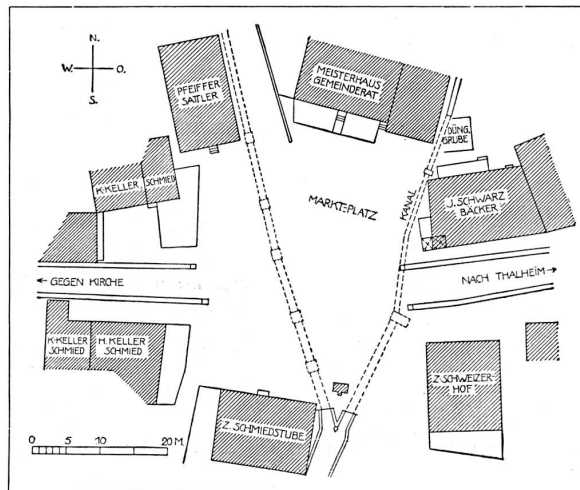 N.
W. O.
S.
PFEIFFER
SATTLER
MEISTERHAUS
GEMEINDERAT
DÜNG.
GRUBE
K. KELLER
SCHMIED
MARKTPLATZ
KANAL
J. SCHWARZ
BÄCKER
GEGEN KIRCHE
NACH THALHEIM
K. KELLER
SCHMIED
H. KELLER
SCHMIED
Z. SCHWEIZER-
HOF
Z. SCHMIEDSTUBE
0 5 10 20 M.